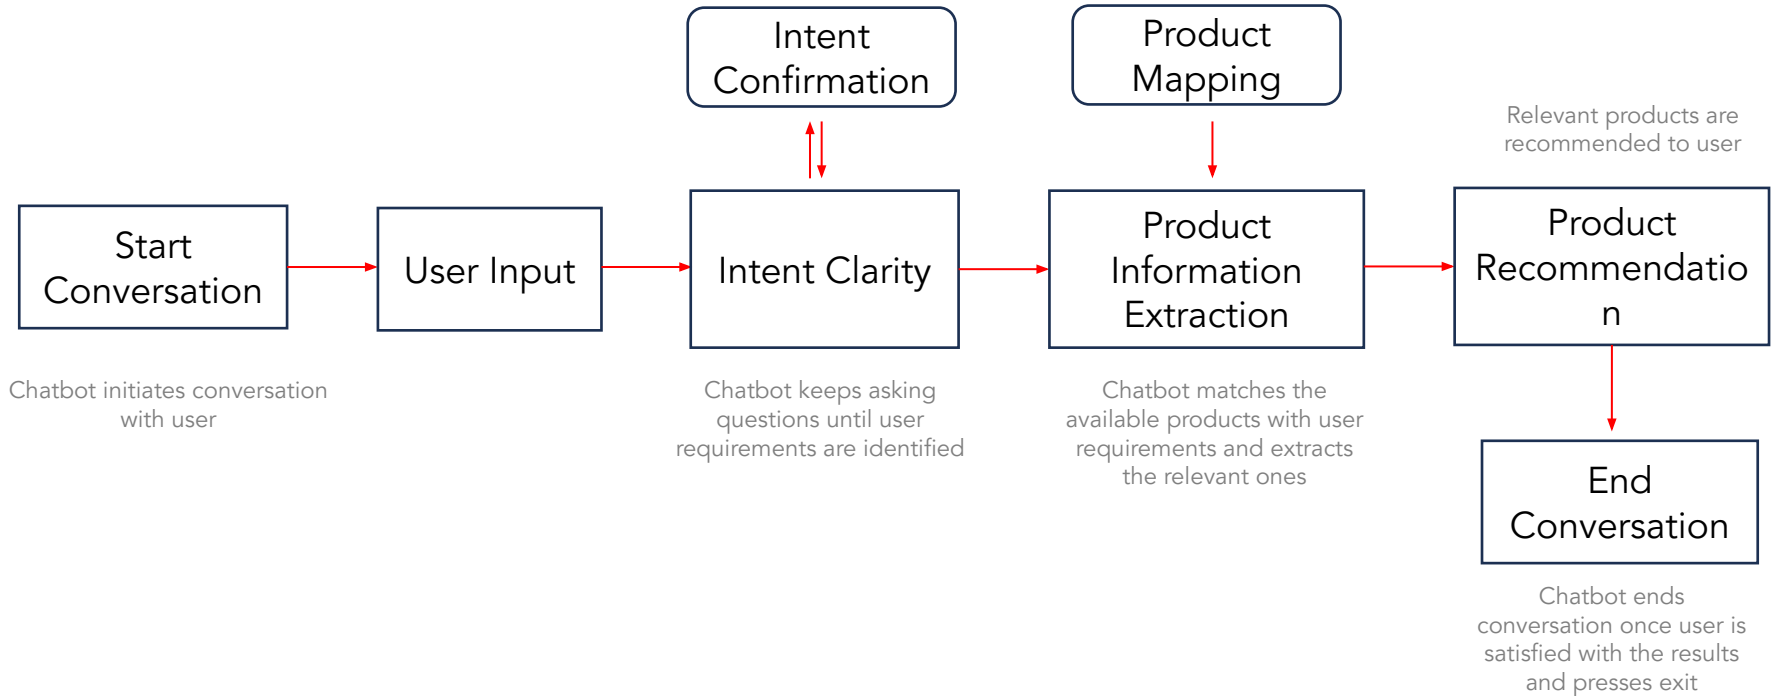 Intent
Confirmation
Product
Mapping
Relevant products are
recommended to user
Start
Conversation
User Input
Intent Clarity
Product
Information
Extraction
Product
Recommendatio
n
Chatbot initiates conversation
with user
Chatbot keeps asking
questions until user
requirements are identified
Chatbot matches the
available products with user
requirements and extracts
the relevant ones
End
Conversation
Chatbot ends
conversation once user is
satisfied with the results
and presses exit